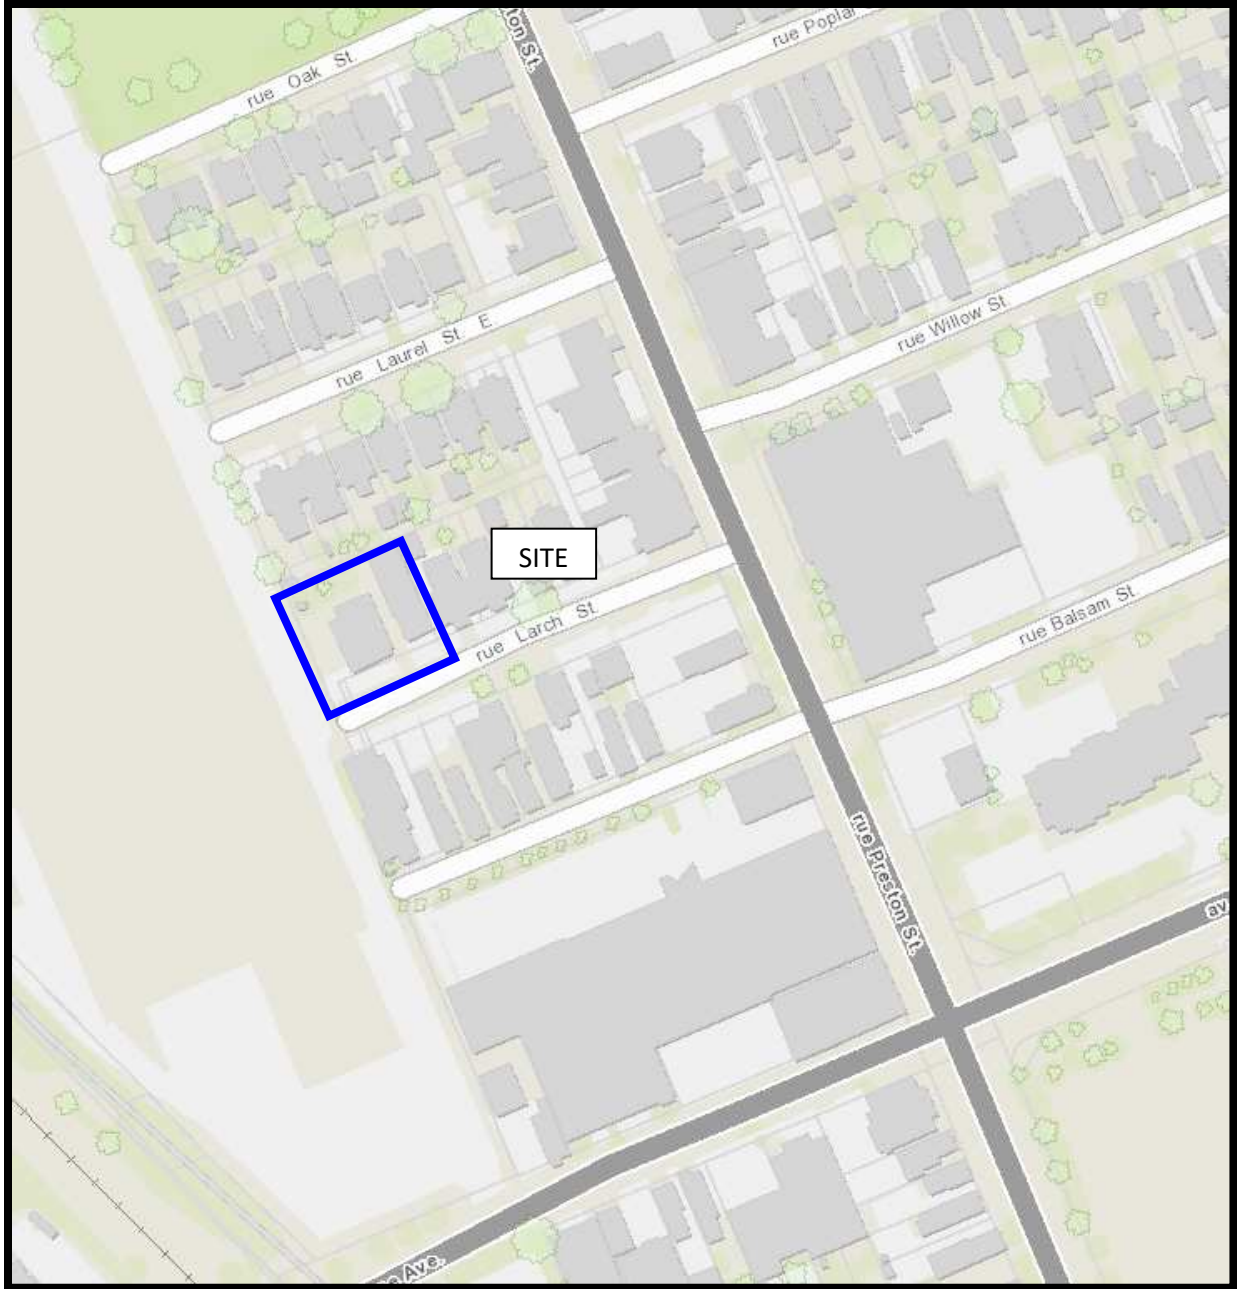 ton St.
rue Poplar
rue Oak St.
rue Willow St.
rue Laurel St. E
SITE
rue Larch St.
rue Balsam St.
rue Preston St.
av
Ave.